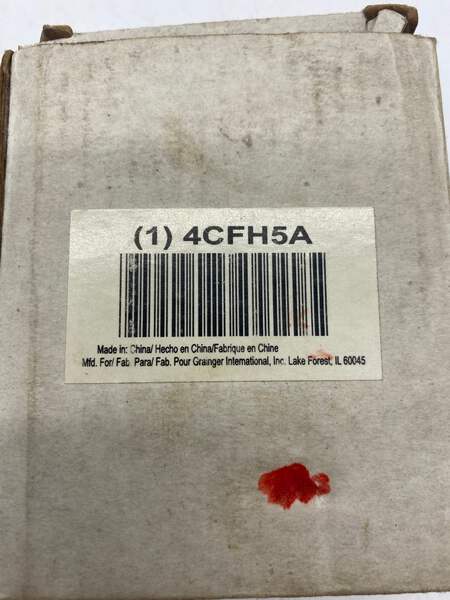 (1) 4CFH5A
Made in: China/ Hecho en China/Fabrique en Chine
Mfd. For/ Fab. Para/ Fab. Pour Grainger International, Inc. Lake Forest, IL 60045